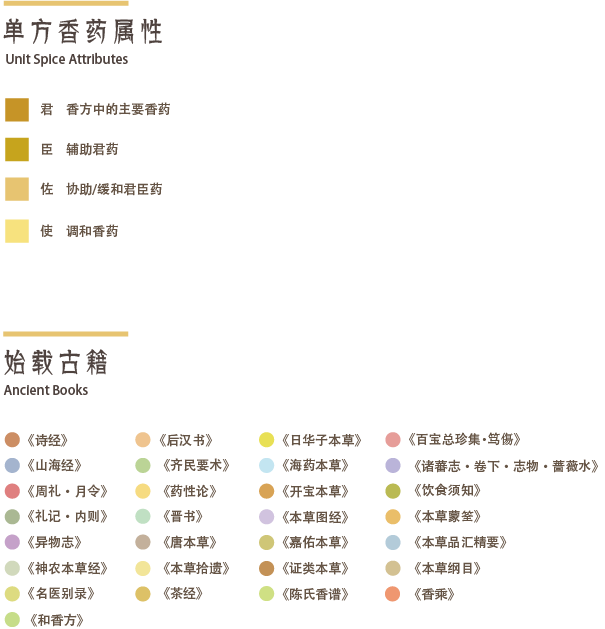 单方香药属性
Unit Spice Attributes
君 香方中的主要香药
臣 辅助君药
佐 协助/缓和君臣药
使 调和香药
始载古籍
Ancient Books
《诗经》 《后汉书》 《日华子本草》 《百宝总珍集·笃傷》
《山海经》 《齐民要术》 《海药本草》 《诸蕃志·卷下·志物·蔷薇水》
《周礼·月令》 《药性论》 《开宝本草》 《饮食须知》
《礼记·内则》 《晋书》 《本草图经》 《本草蒙筌》
《异物志》 《唐本草》 《嘉佑本草》 《本草品汇精要》
《神农本草经》 《本草拾遗》 《证类本草》 《本草纲目》
《名医别录》 《茶经》 《陈氏香谱》 《香乘》
《和香方》